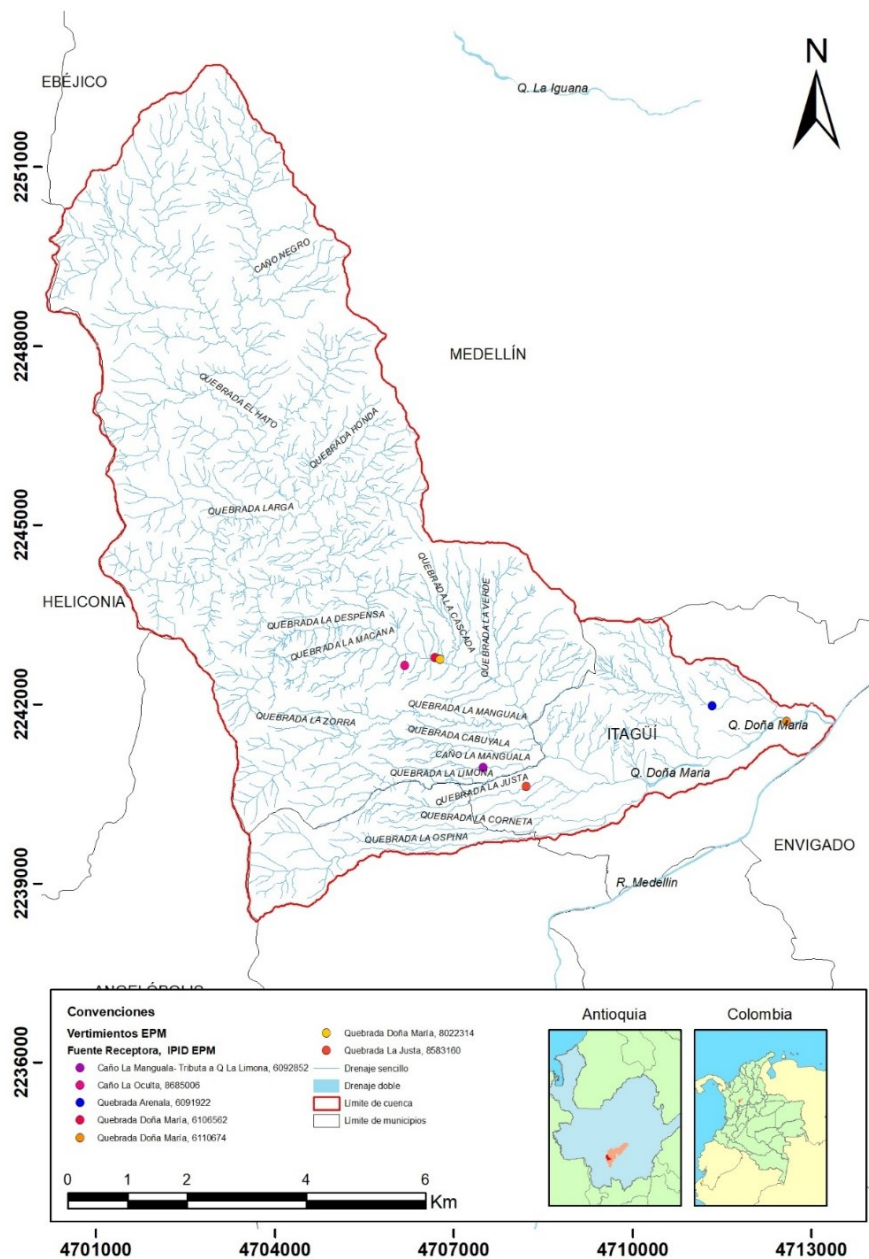 N
EBÉJICO
Q. La Iguana
2251000
CAÑO NEGRO
2248000
MEDELLÍN
QUEBRADA EL HATO
QUEBRADA HONDA
QUEBRADA LARGA
2245000
QUEBRADA LA CASCADA
QUEBRADA LA VERDE
HELICONIA
QUEBRADA LA DESPENSA
QUEBRADA LA MACANA
2242000
QUEBRADA LA MANGUALA
QUEBRADA LA ZORRA
QUEBRADA CABUYALA
CAÑO LA MANGUALA
QUEBRADA LA LIMONA
QUEBRADA LA JUSTA
ITAGÜÍ
Q. Doña María
Q. Doña María
QUEBRADA LA CORNETA
QUEBRADA LA OSPINA
ENVIGADO
R. Medellin
2239000
ANGELÓPOLIS
Convenciones
Vertimientos EPM
Fuente Receptora, IPID EPM
Caño La Manguala- Tributa a Q La Limona, 6092852
Caño La Oculta, 8685006
Quebrada Arenala, 6091922
Quebrada Doña María, 6106562
Quebrada Doña María, 6110674
Quebrada Doña María, 8022314
Quebrada La Justa, 8583160
Drenaje sencillo
Drenaje doble
Límite de cuenca
Límite de municipios
Antioquia
Colombia
2236000
0 1 2 4 6
Km
4701000 4704000 4707000 4710000 4713000